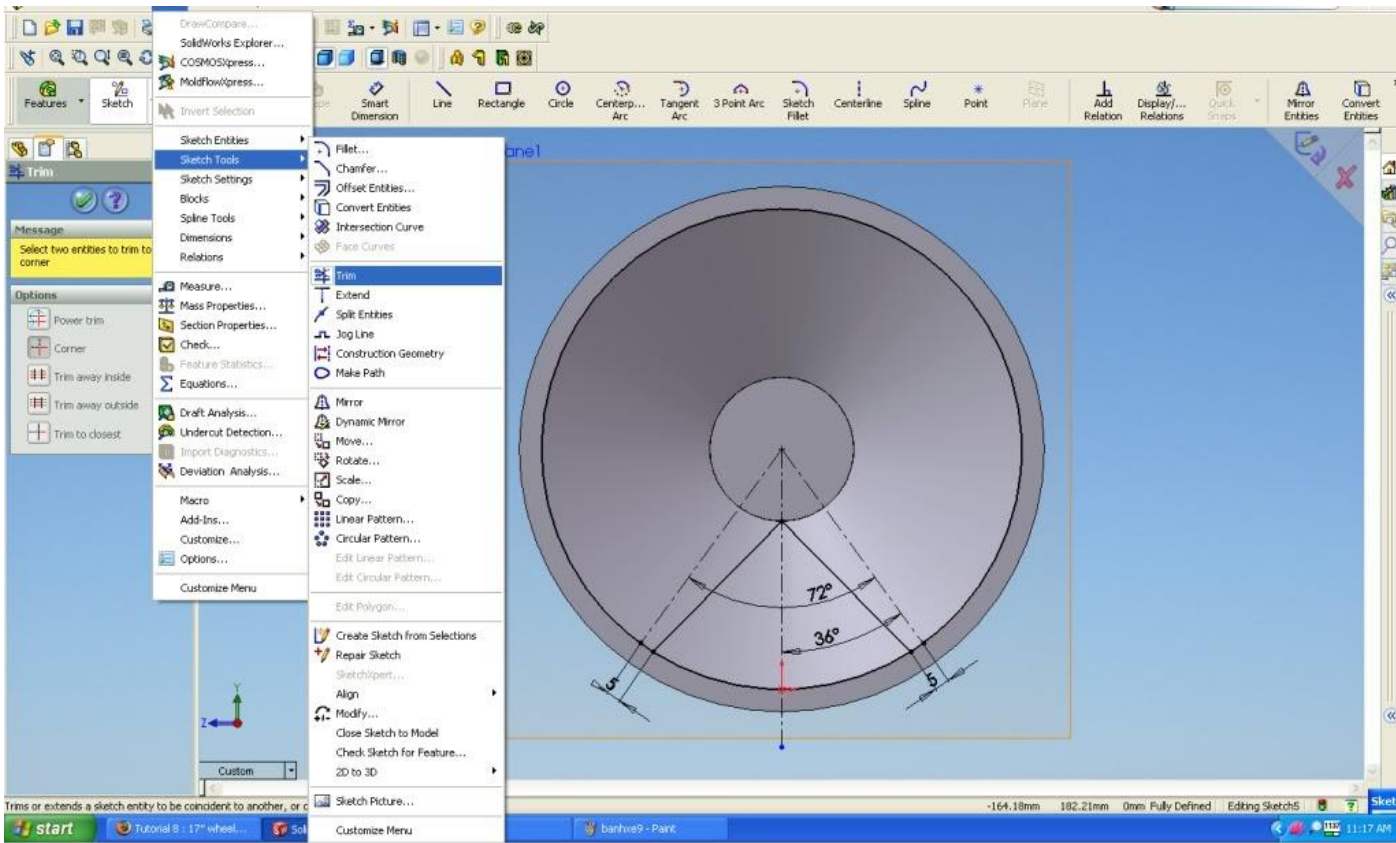 DrawCompare...
SolidWorks Explorer...
COSMOSXpress...
MoldflowXpress...
Invert Selection
Sketch Entities
Sketch Tools
Sketch Settings
Blocks
Spline Tools
Dimensions
Relations
Measure...
Mass Properties...
Section Properties...
Check...
Feature Statistics...
Equations...
Draft Analysis...
Undercut Detection...
Import Diagnostics...
Deviation Analysis...
Macro
Add-Ins...
Customize...
Options...
Customize Menu
Features
Sketch
Smart Dimension
Line
Rectangle
Circle
Centerp... Arc
Tangent Arc
3 Point Arc
Sketch Fillet
Centerline
Spline
Point
Plane
Add Relation
Display/... Relations
Quick Snaps
Mirror Entities
Convert Entities
Trim
Message
Select two entities to trim to
corner
Options
Power trim
Corner
Trim away inside
Trim away outside
Trim to closest
Fillet...
Chamfer...
Offset Entities...
Convert Entities
Intersection Curve
Face Curves
Trim
Extend
Split Entities
Jog Line
Construction Geometry
Make Path
Mirror
Dynamic Mirror
Move...
Rotate...
Scale...
Copy...
Linear Pattern...
Circular Pattern...
Edit Linear Pattern...
Edit Circular Pattern...
Edit Polygon...
Create Sketch from Selections
Repair Sketch
SketchXpert...
Align
Modify...
Close Sketch to Model
Check Sketch for Feature...
2D to 3D
Sketch Picture...
Customize Menu
ane1
72°
36°
5
5
Y
Z
Custom
Trims or extends a sketch entity to be coincident to another, or c
-164.18mm 182.21mm 0mm Fully Defined Editing Sketch5
Sket
start
Tutorial 8 : 17" wheel...
Sol
banhxe9 - Paint
11:17 AM